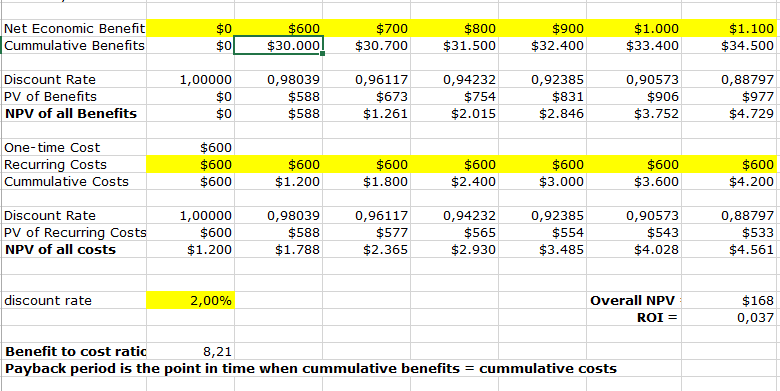 Net Economic Benefit $0 $600 $700 $800 $900 $1.000 $1.100
Cummulative Benefits $0 $30.000 $30.700 $31.500 $32.400 $33.400 $34.500
Discount Rate 1,00000 0,98039 0,96117 0,94232 0,92385 0,90573 0,88797
PV of Benefits $0 $588 $673 $754 $831 $906 $977
NPV of all Benefits $0 $588 $1.261 $2.015 $2.846 $3.752 $4.729
One-time Cost $600
Recurring Costs $600 $600 $600 $600 $600 $600 $600
Cummulative Costs $600 $1.200 $1.800 $2.400 $3.000 $3.600 $4.200
Discount Rate 1,00000 0,98039 0,96117 0,94232 0,92385 0,90573 0,88797
PV of Recurring Costs $600 $588 $577 $565 $554 $543 $533
NPV of all costs $1.200 $1.788 $2.365 $2.930 $3.485 $4.028 $4.561
discount rate 2,00% Overall NPV $168
ROI = 0,037
Benefit to cost ratio 8,21
Payback period is the point in time when cummulative benefits = cummulative costs